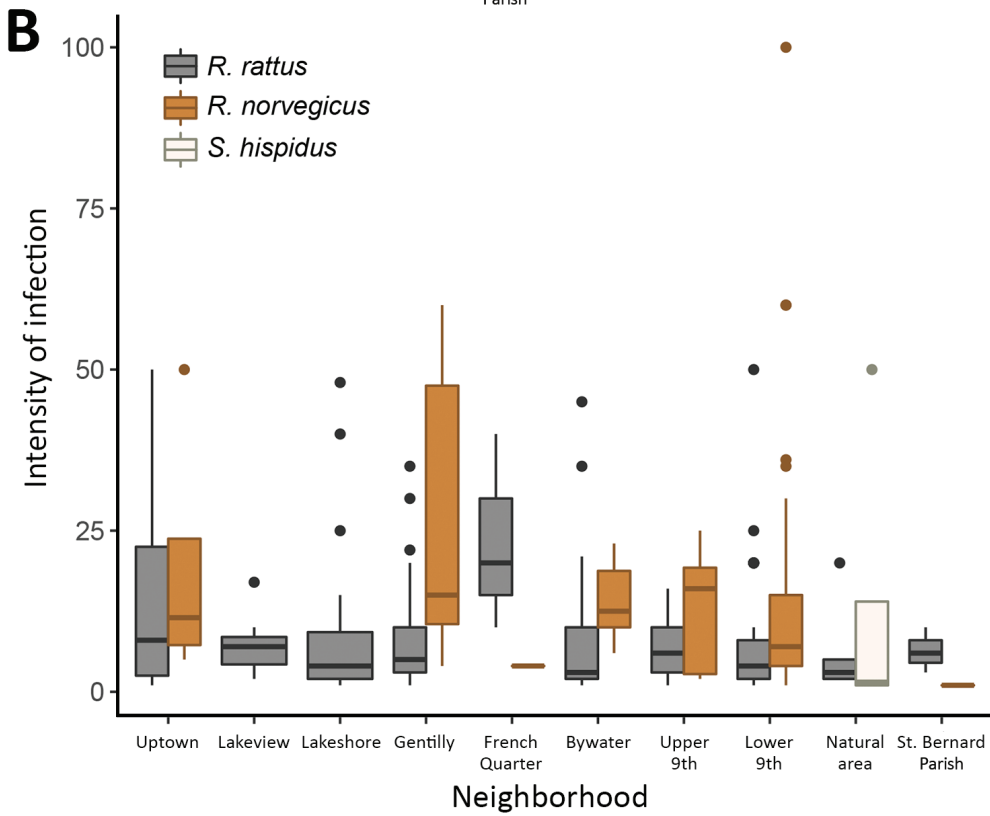 Parish
B
100
75
50
25
0
R. rattus
R. norvegicus
S. hispidus
Intensity of infection
Uptown Lakeview Lakeshore Gentilly French Quarter Bywater Upper 9th Lower 9th Natural area St. Bernard Parish
Neighborhood